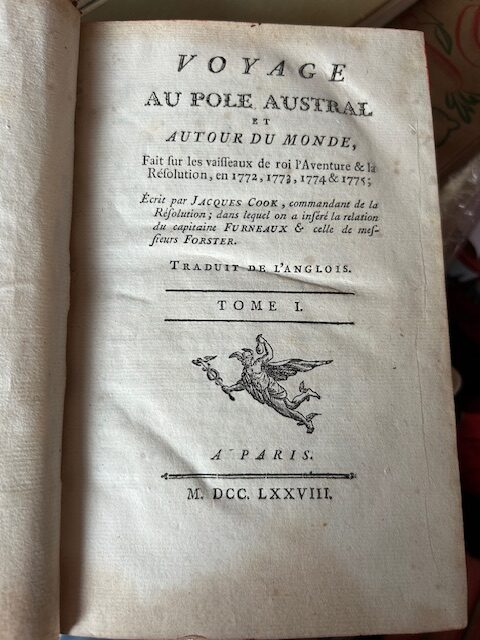 VOYAGE
AU POLE AUSTRAL
ET
AUTOUR DU MONDE,
Fait ſur les vaiſſeaux de roi l'Aventure & la
Réſolution, en 1772, 1773, 1774 & 1775;
Écrit par JACQUES COOK, commandant de la
Réſolution; dans lequel on a inſéré la relation
du capitaine FURNEAUX & celle de meſ-
ſieurs FORSTER.
TRADUIT DE L'ANGLOIS.
TOME I.
A PARIS.
M. DCC. LXXVIII.